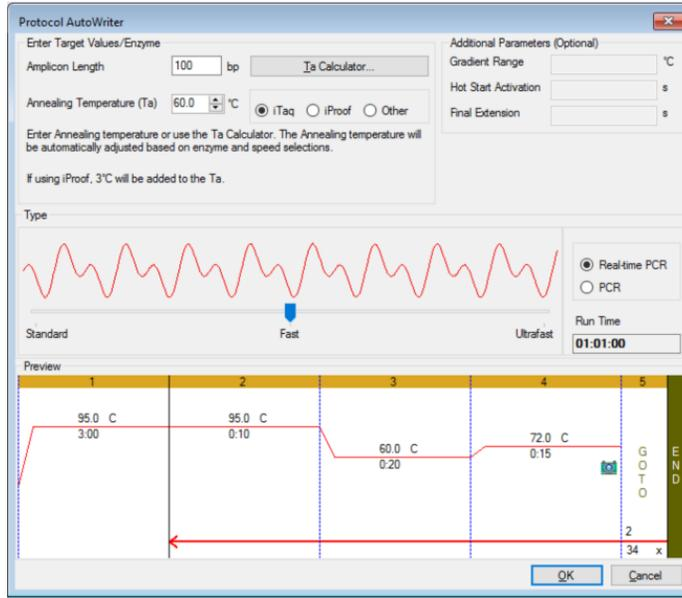 Protocol AutoWriter
Enter Target Values/Enzyme
Amplicon Length 100 bp Ta Calculator...
Annealing Temperature (Ta) 60.0 °C iTaq iProof Other
Enter Annealing temperature or use the Ta Calculator. The Annealing temperature will
be automatically adjusted based on enzyme and speed selections.
If using iProof, 3°C will be added to the Ta.
Additional Parameters (Optional)
Gradient Range °C
Hot Start Activation s
Final Extension s
Type
Standard Fast Ultrafast
Real-time PCR
PCR
Run Time
01:01:00
Preview
1 2 3 4 5
95.0 C
3:00
95.0 C
0:10
60.0 C
0:20
72.0 C
0:15
GOTO
2
34 x
END
OK Cancel